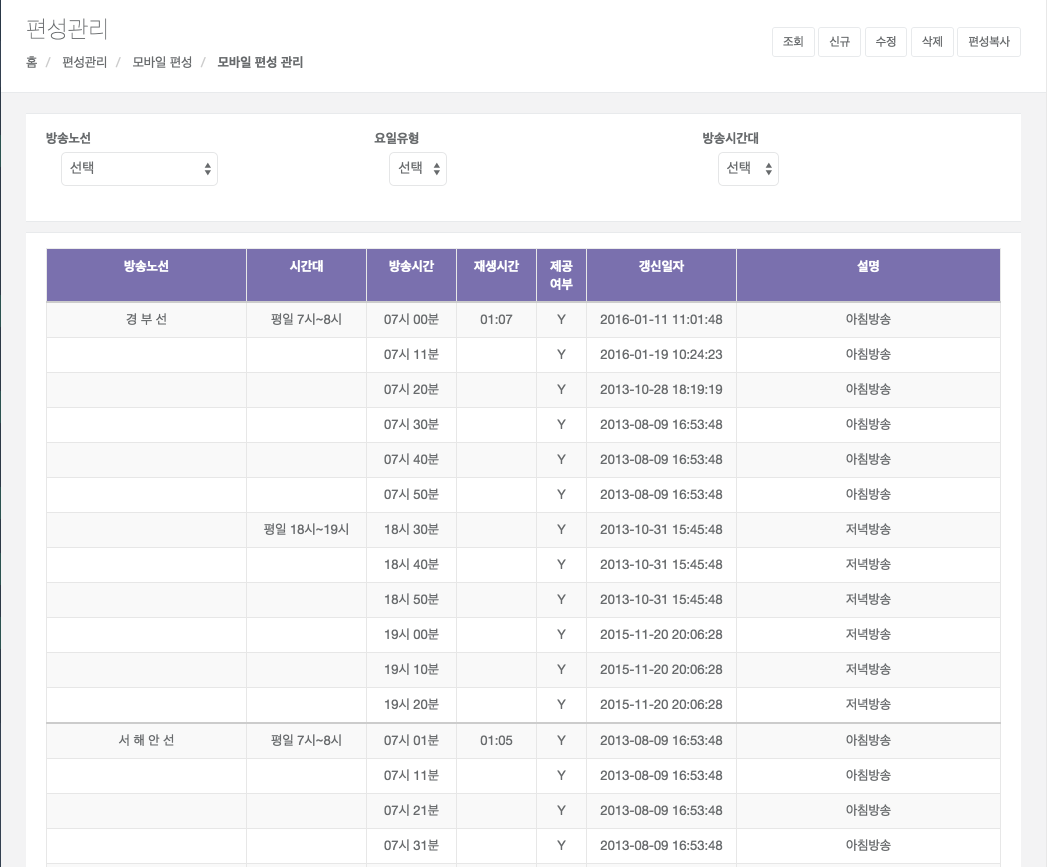 편성관리
조회 신규 수정 삭제 편성복사
홈 / 편성관리 / 모바일 편성 / 모바일 편성 관리
방송노선 요일유형 방송시간대
선택 선택 선택
방송노선 시간대 방송시간 재생시간 제공 여부 갱신일자 설명
경 부 선 평일 7시~8시 07시 00분 01:07 Y 2016-01-11 11:01:48 아침방송
07시 11분 Y 2016-01-19 10:24:23 아침방송
07시 20분 Y 2013-10-28 18:19:19 아침방송
07시 30분 Y 2013-08-09 16:53:48 아침방송
07시 40분 Y 2013-08-09 16:53:48 아침방송
07시 50분 Y 2013-08-09 16:53:48 아침방송
평일 18시~19시 18시 30분 Y 2013-10-31 15:45:48 저녁방송
18시 40분 Y 2013-10-31 15:45:48 저녁방송
18시 50분 Y 2013-10-31 15:45:48 저녁방송
19시 00분 Y 2015-11-20 20:06:28 저녁방송
19시 10분 Y 2015-11-20 20:06:28 저녁방송
19시 20분 Y 2015-11-20 20:06:28 저녁방송
서 해 안 선 평일 7시~8시 07시 01분 01:05 Y 2013-08-09 16:53:48 아침방송
07시 11분 Y 2013-08-09 16:53:48 아침방송
07시 21분 Y 2013-08-09 16:53:48 아침방송
07시 31분 Y 2013-08-09 16:53:48 아침방송